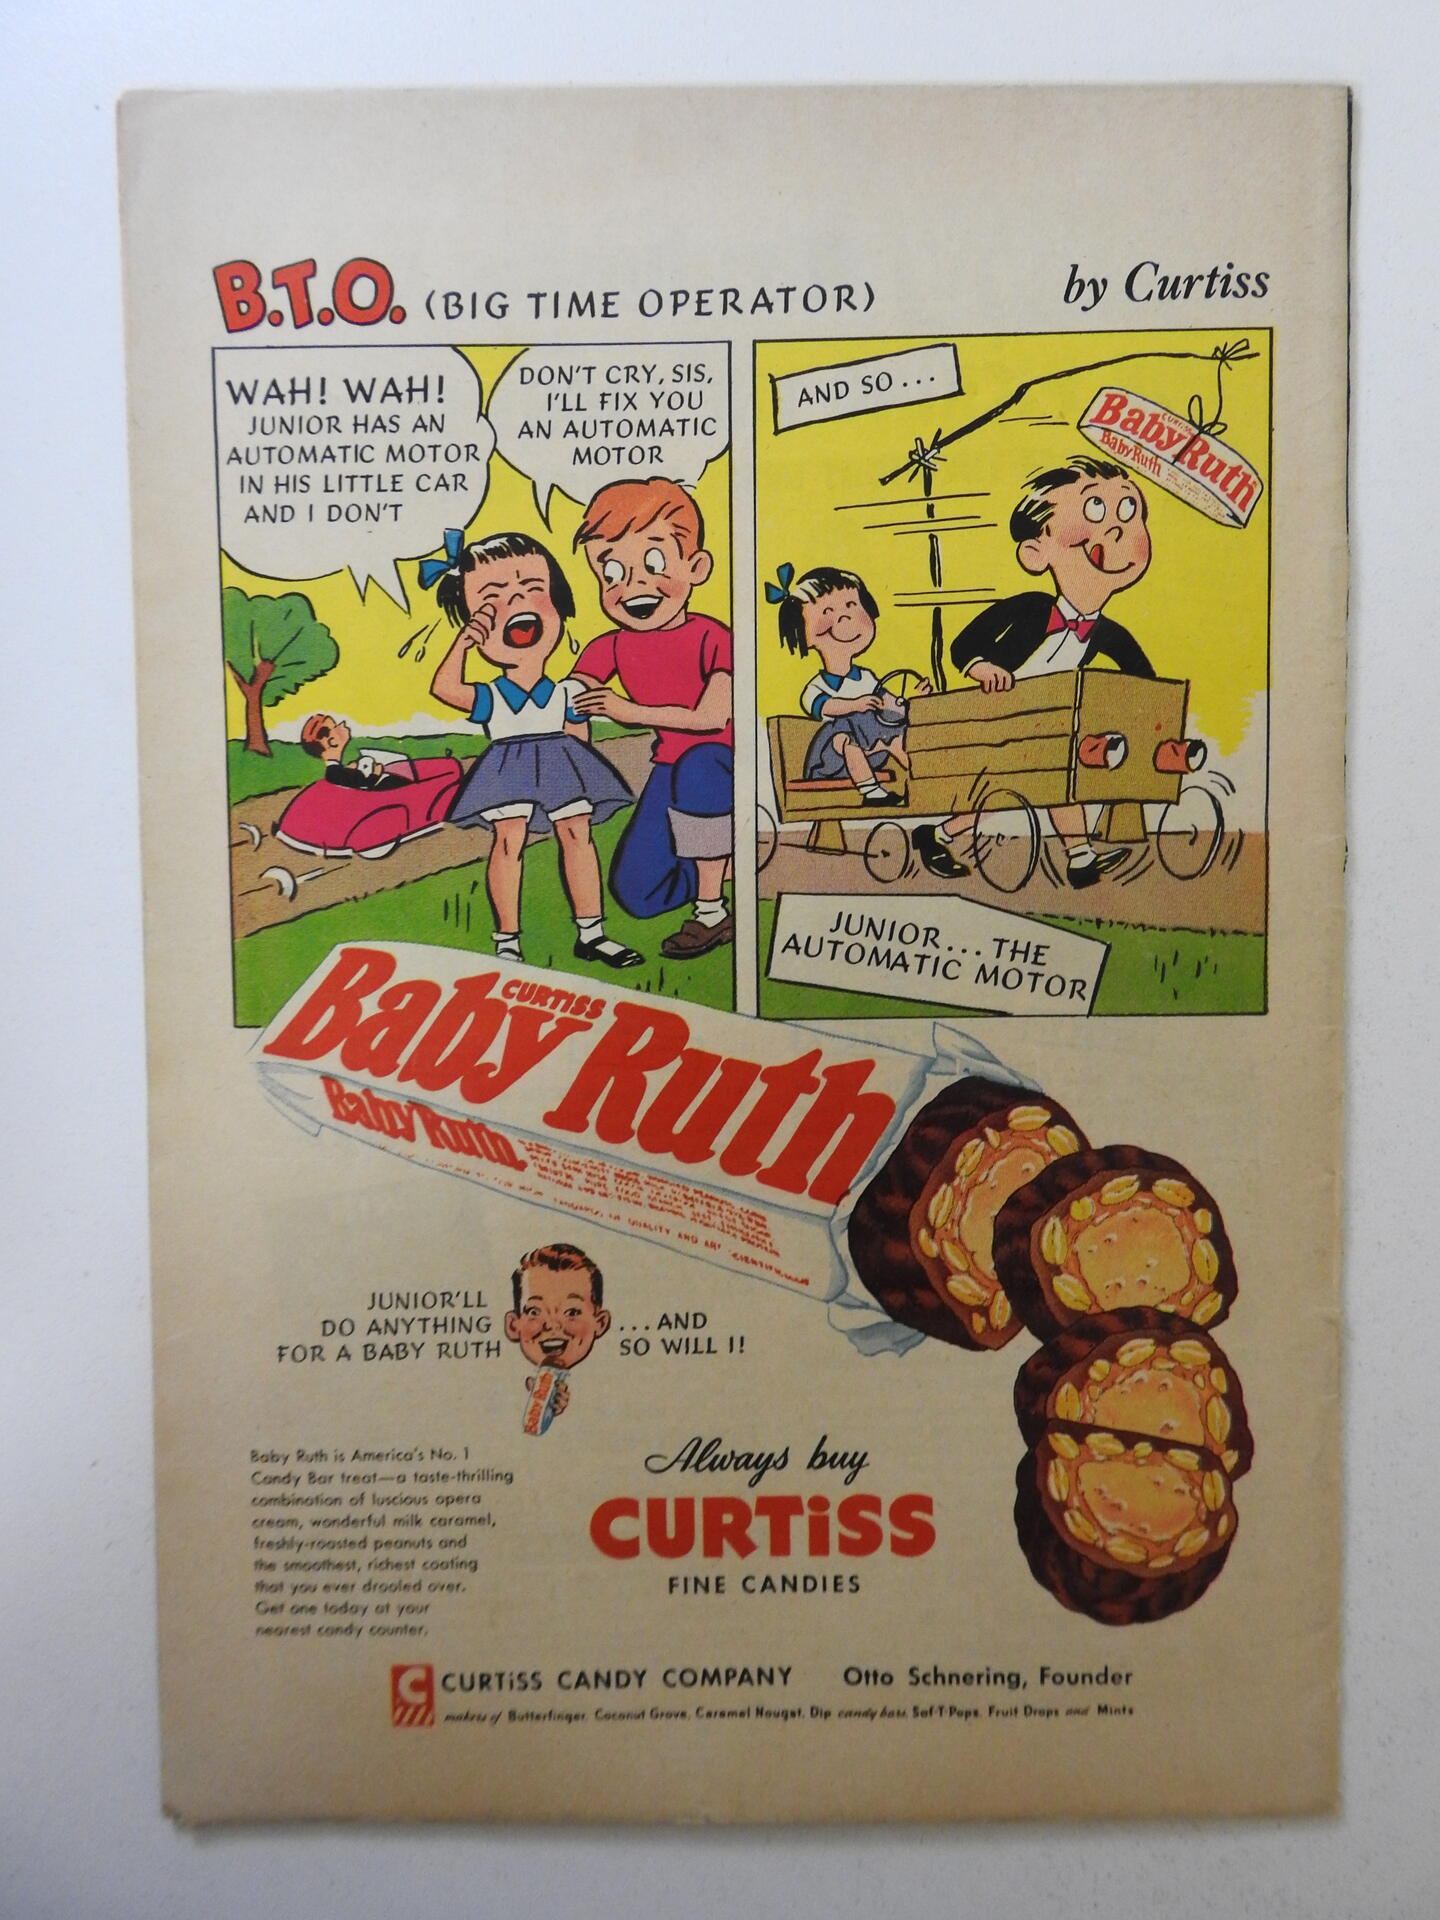 B.T.O. (BIG TIME OPERATOR)
by Curtiss
WAH! WAH!
JUNIOR HAS AN
AUTOMATIC MOTOR
IN HIS LITTLE CAR
AND I DON'T
DON'T CRY, SIS,
I'LL FIX YOU
AN AUTOMATIC
MOTOR
AND SO...
CURTISS
Baby Ruth
Baby Ruth
JUNIOR... THE
AUTOMATIC MOTOR
CURTISS
Baby Ruth
Baby Ruth
JUNIOR'LL
DO ANYTHING
FOR A BABY RUTH
...AND
SO WILL I!
Baby Ruth
Baby Ruth is America's No. 1
Candy Bar treat—a taste-thrilling
combination of luscious opera
cream, wonderful milk caramel,
freshly-roasted peanuts and
the smoothest, richest coating
that you ever drooled over.
Get one today at your
nearest candy counter.
Always buy
CURTiSS
FINE CANDIES
C
CURTiSS CANDY COMPANY Otto Schnering, Founder
makers of Butterfinger, Coconut Grove, Caramel Nougat, Dip candy bars, Saf-T-Pops, Fruit Drops and Mints